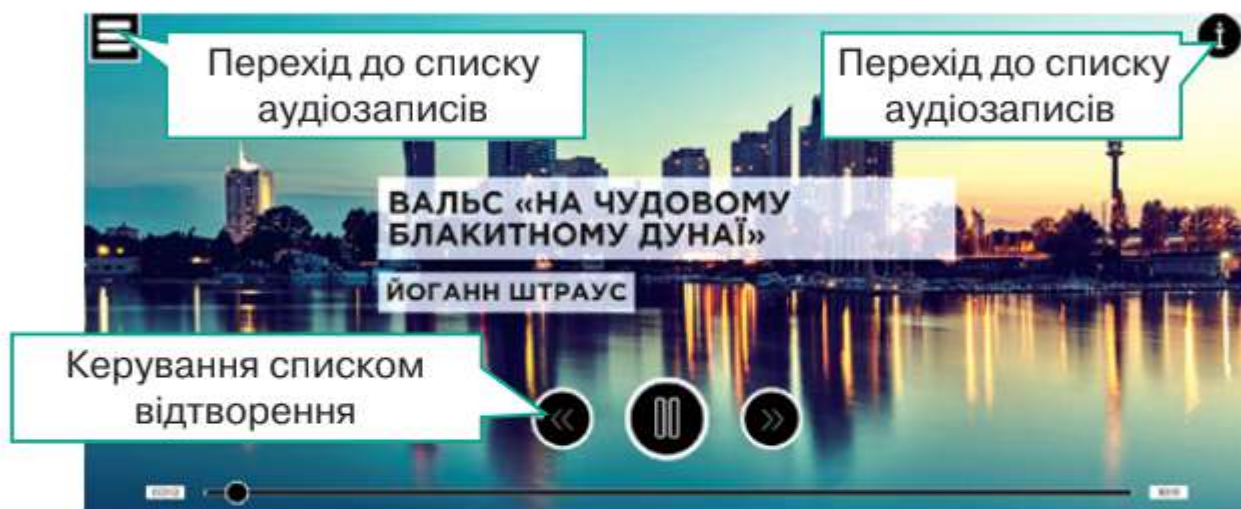 Перехід до списку
аудіозаписів
Перехід до списку
аудіозаписів
ВАЛЬС «НА ЧУДОВОМУ
БЛАКИТНОМУ ДУНАЇ»
ЙОГАНН ШТРАУС
Керування списком
відтворення